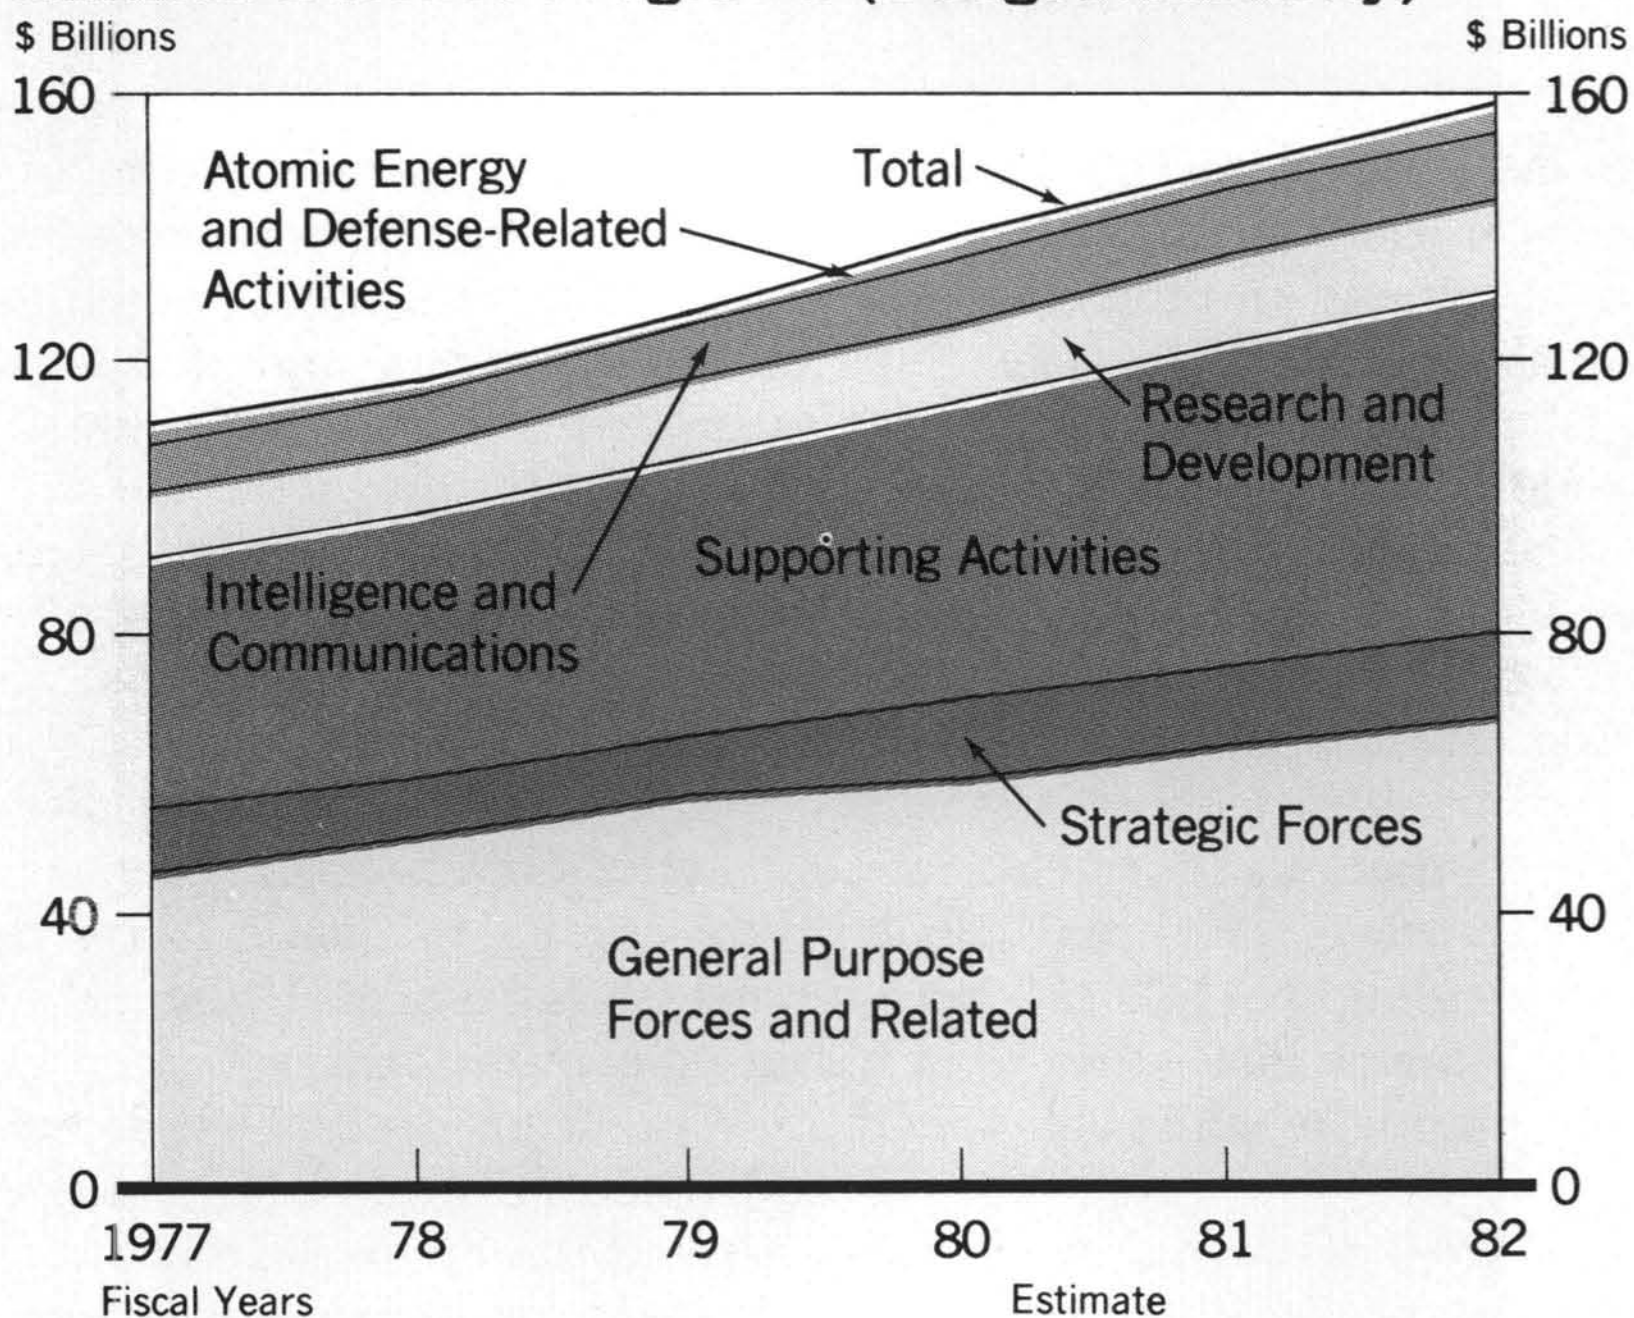 $ Billions
$ Billions
160
160
Atomic Energy
and Defense-Related
Activities
Total
120
120
Research and
Development
Supporting Activities
Intelligence and
Communications
80
80
Strategic Forces
40
40
General Purpose
Forces and Related
0
0
1977 78 79 80 81 82
Fiscal Years
Estimate